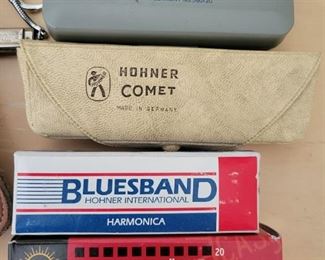 HOHNER
COMET
MADE IN GERMANY
BLUESBAND
HOHNER INTERNATIONAL
HARMONICA
20